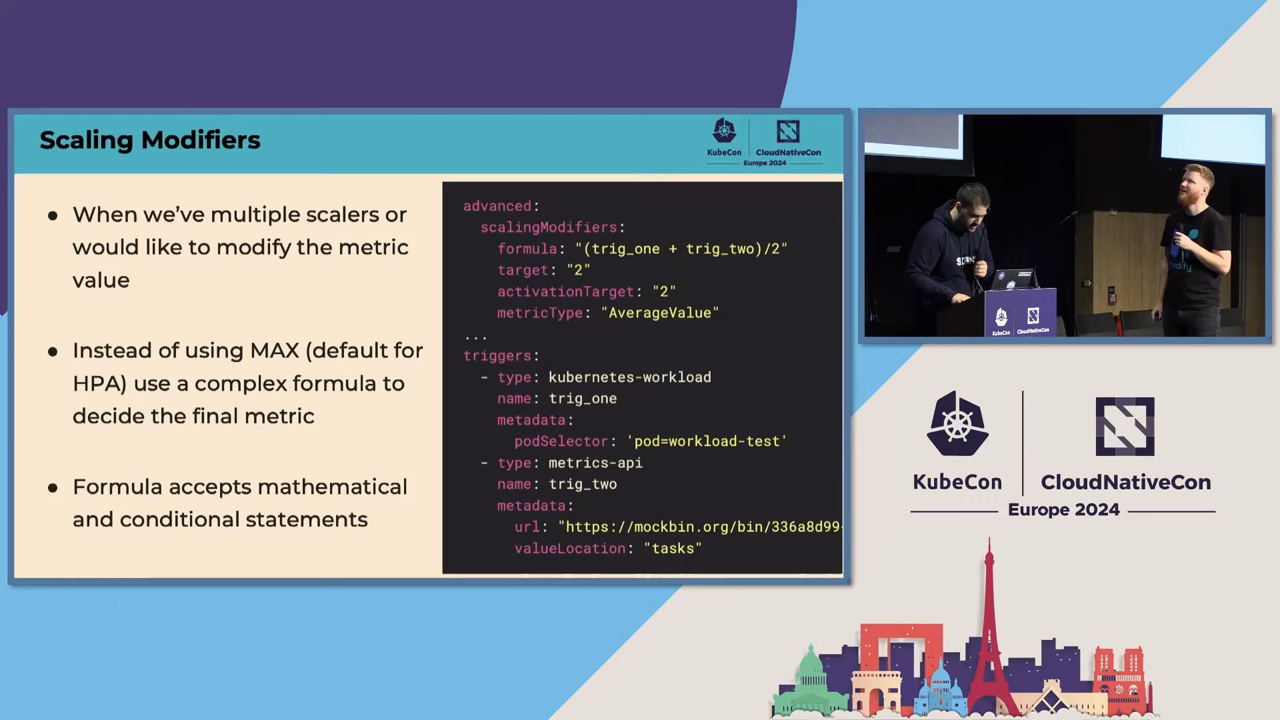 Scaling Modifiers
KubeCon
CloudNativeCon
Europe 2024
● When we've multiple scalers or
would like to modify the metric
value
● Instead of using MAX (default for
HPA) use a complex formula to
decide the final metric
● Formula accepts mathematical
and conditional statements
advanced:
scalingModifiers:
formula: "(trig_one + trig_two)/2"
target: "2"
activationTarget: "2"
metricType: "AverageValue"
...
triggers:
- type: kubernetes-workload
name: trig_one
metadata:
podSelector: 'pod=workload-test'
- type: metrics-api
name: trig_two
metadata:
url: "https://mockbin.org/bin/336a8d99-
valueLocation: "tasks"
KubeCon
CloudNativeCon
KubeCon
CloudNativeCon
Europe 2024